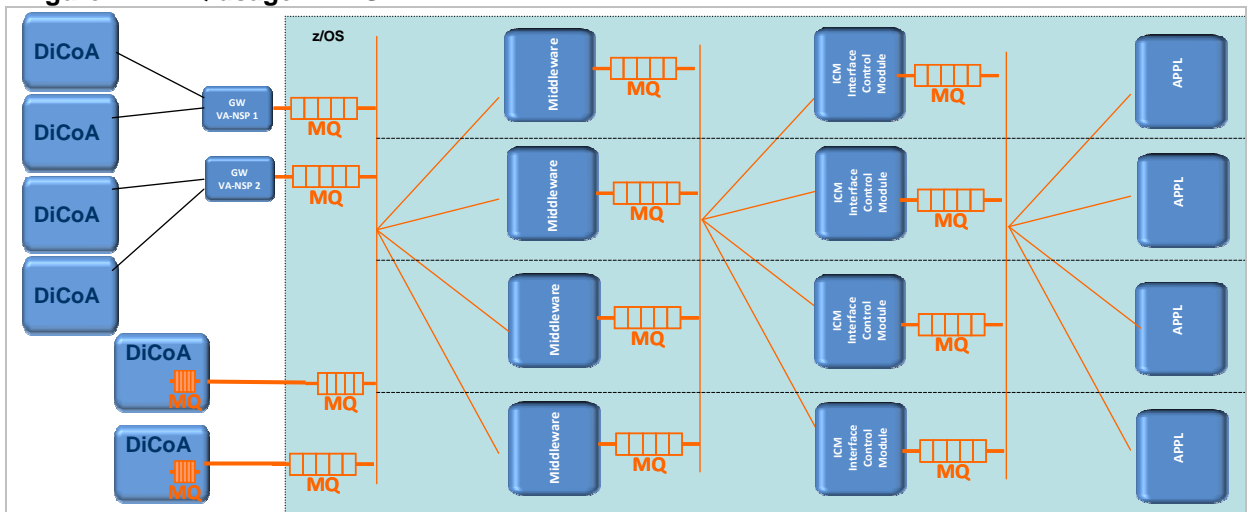 z/OS
DiCoA
DiCoA
DiCoA
DiCoA
GW
VA-NSP 1
GW
VA-NSP 2
MQ
MQ
DiCoA
MQ
MQ
DiCoA
MQ
MQ
Middleware
MQ
Middleware
MQ
Middleware
MQ
Middleware
MQ
ICM
Interface
Control
Module
MQ
ICM
Interface
Control
Module
MQ
ICM
Interface
Control
Module
MQ
ICM
Interface
Control
Module
MQ
APPL
APPL
APPL
APPL